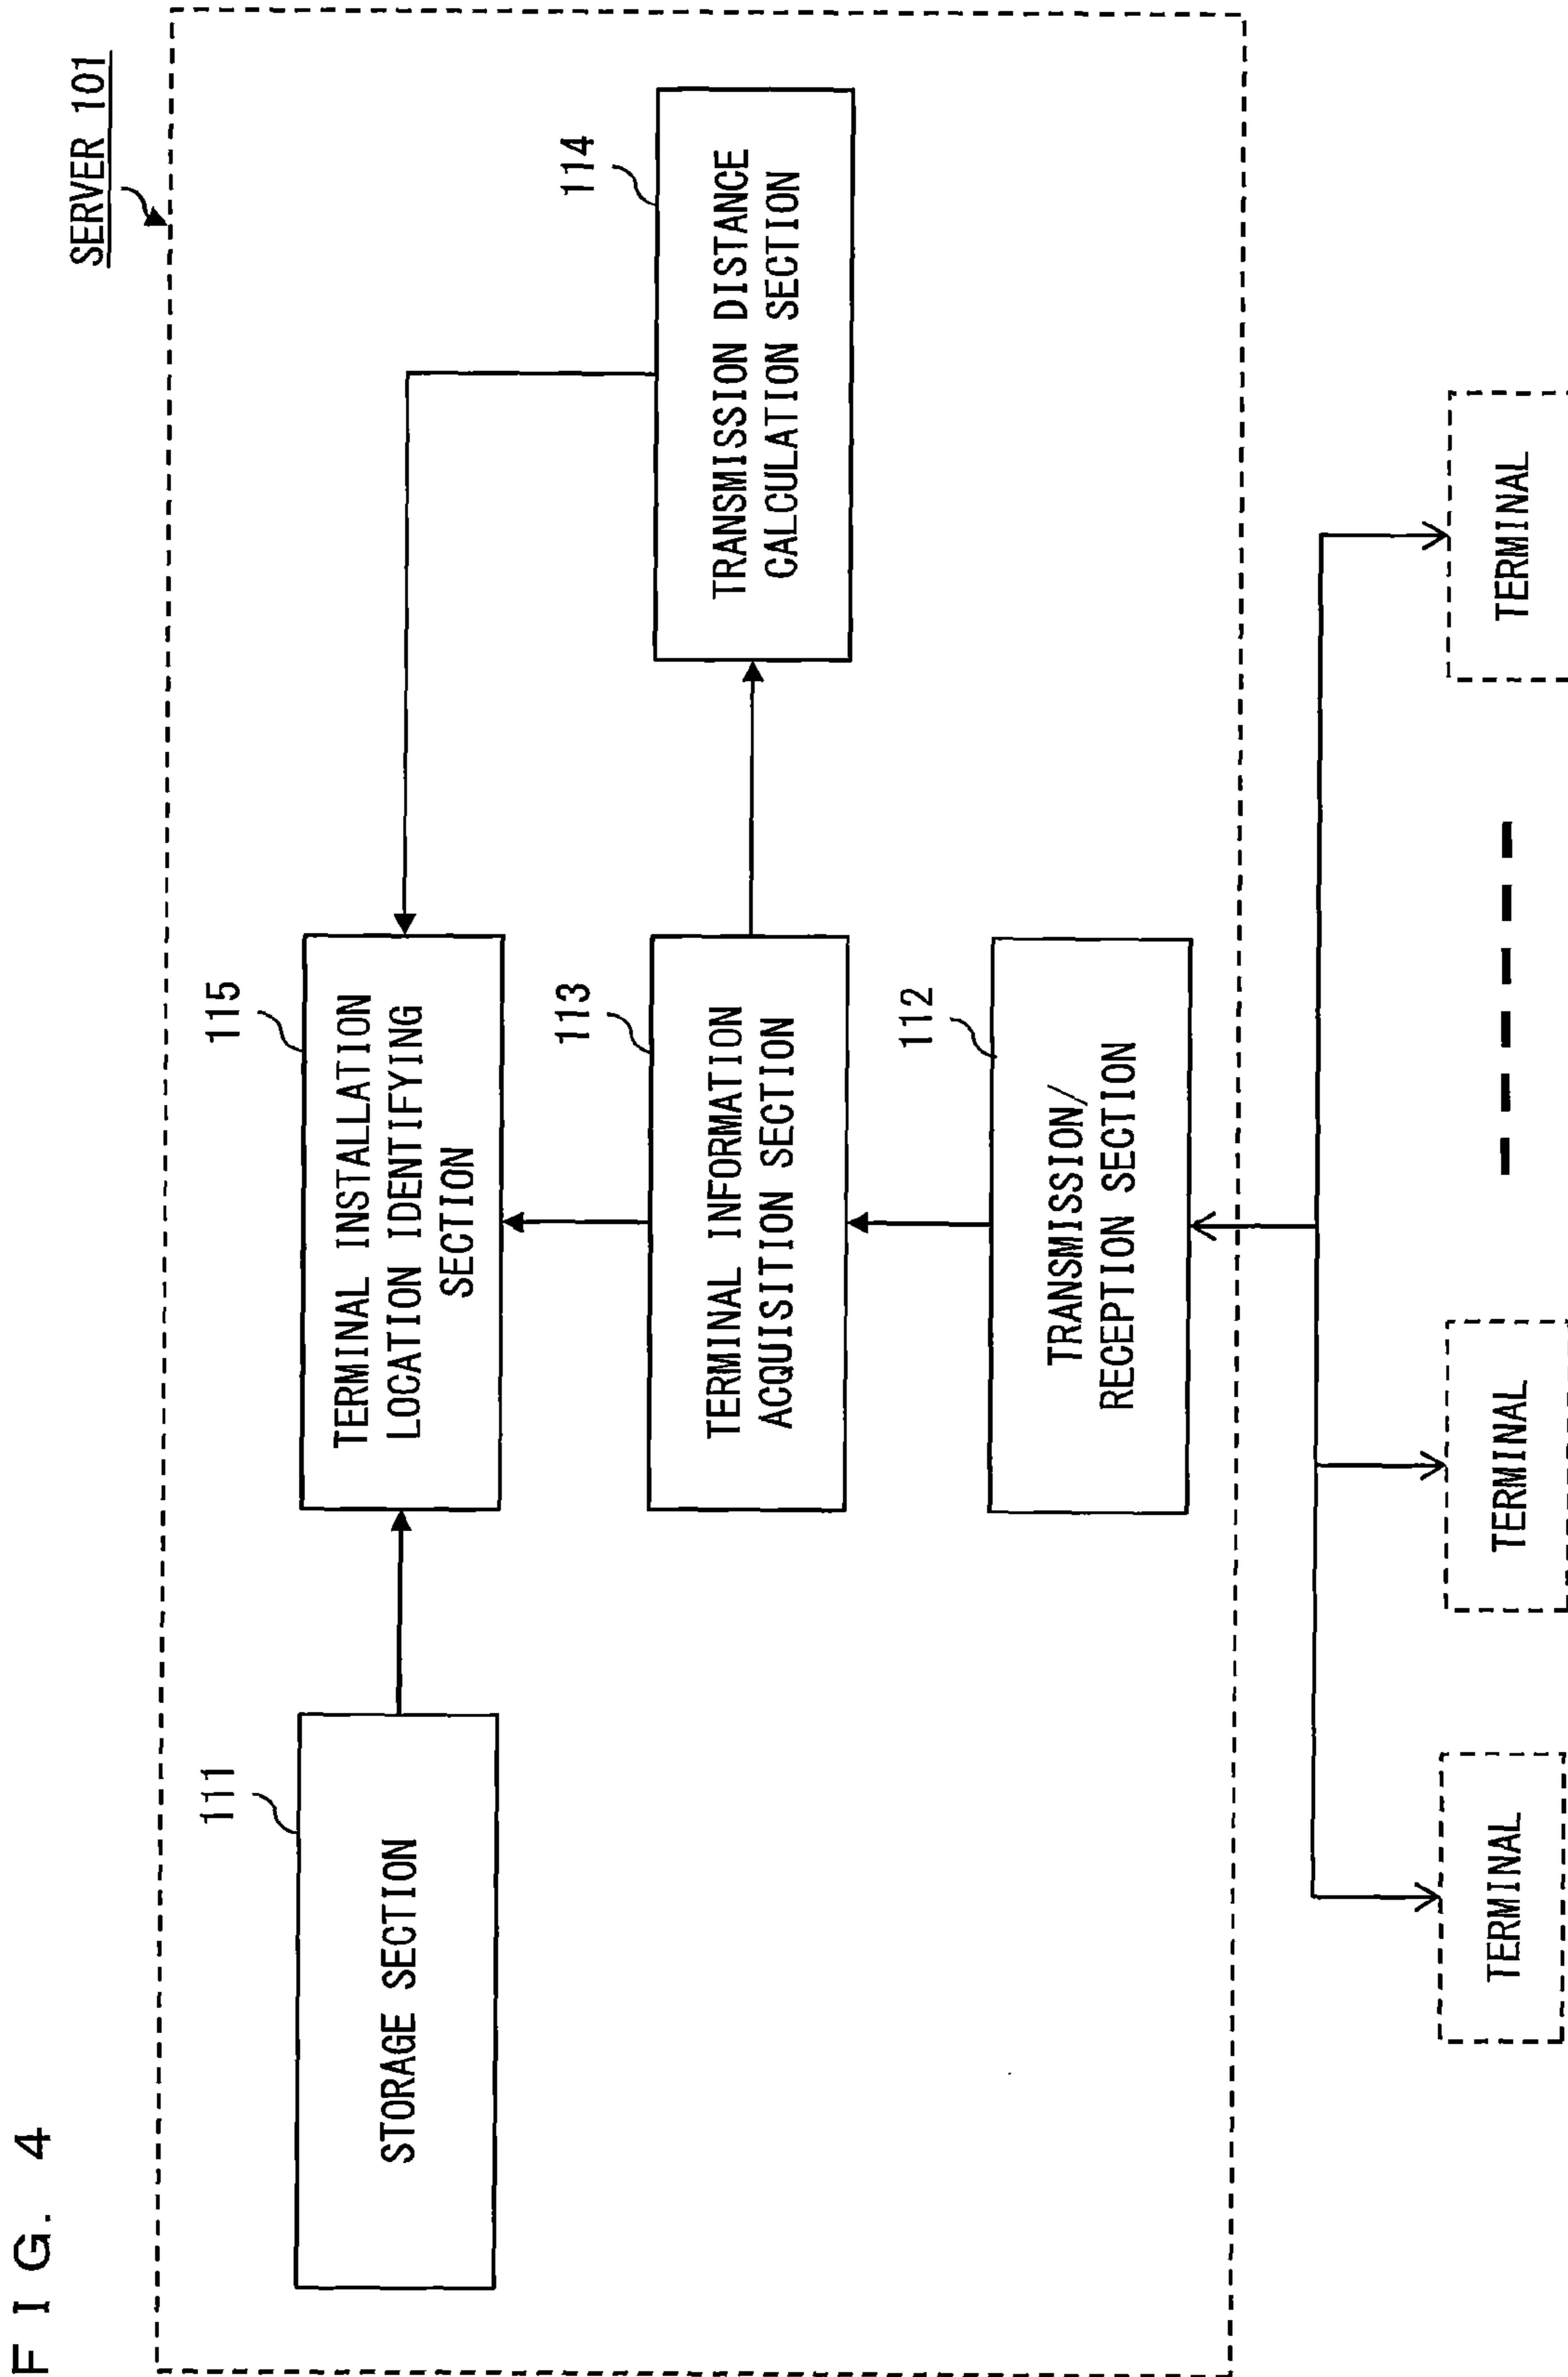 FIG. 4
SERVER 101
111
STORAGE SECTION
115
TERMINAL INSTALLATION
LOCATION IDENTIFYING
SECTION
113
TERMINAL INFORMATION
ACQUISITION SECTION
114
TRANSMISSION DISTANCE
CALCULATION SECTION
112
TRANSMISSION/
RECEPTION SECTION
TERMINAL
TERMINAL
TERMINAL